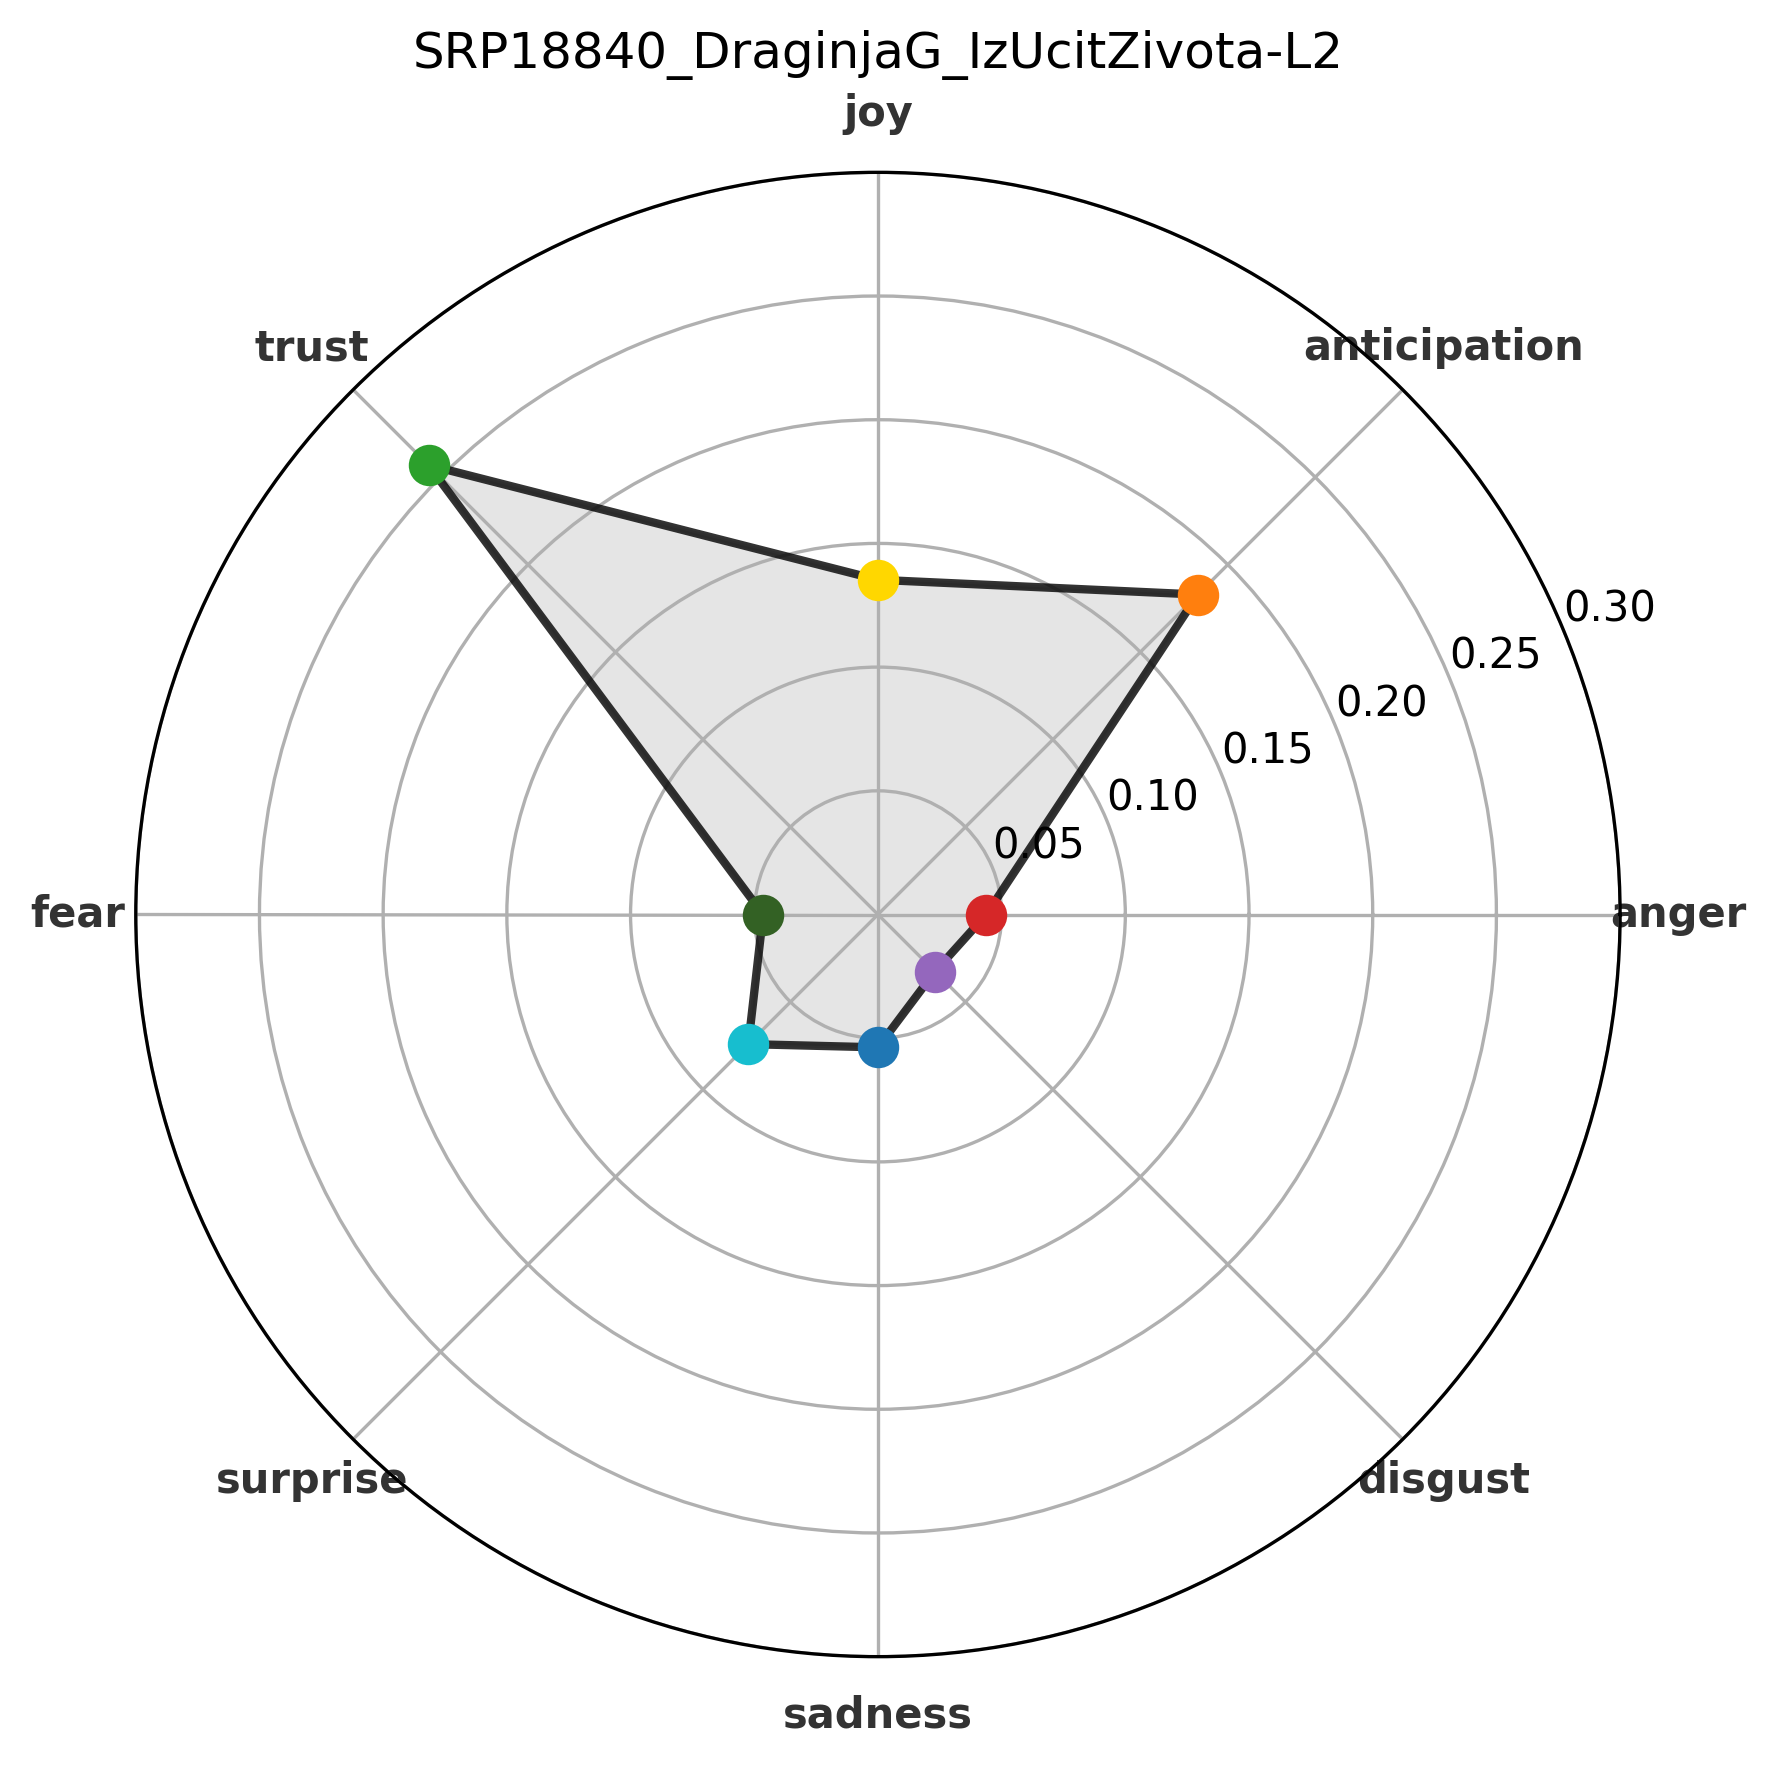 SRP18840_DraginjaG_IzUcitZivota-L2
joy
trust
anticipation
0.30
0.25
0.20
0.15
0.10
0.05
fear
anger
surprise
disgust
sadness